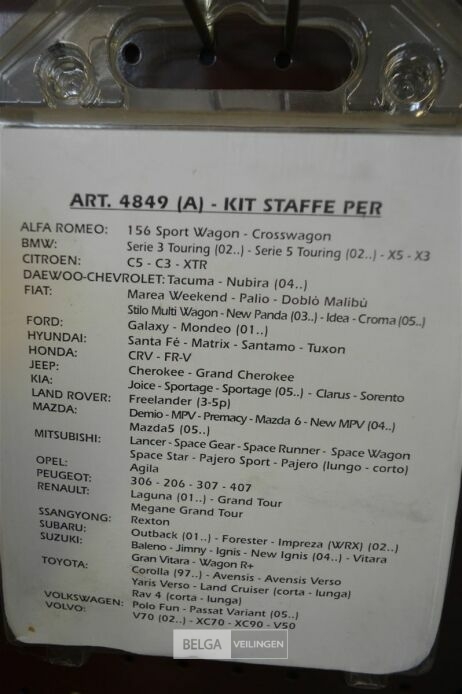 ART. 4849 (A) - KIT STAFFE PER
ALFA ROMEO: 156 Sport Wagon - Crosswagon
BMW: Serie 3 Touring (02..) - Serie 5 Touring (02..) - X5 - X3
CITROEN: C5 - C3 - XTR
DAEWOO-CHEVROLET: Tacuma - Nubira (04..)
FIAT: Marea Weekend - Palio - Doblò Malibù
Stilo Multi Wagon - New Panda (03..) - Idea - Croma (05..)
FORD: Galaxy - Mondeo (01..)
HYUNDAI: Santa Fé - Matrix - Santamo - Tuxon
HONDA: CRV - FR-V
JEEP: Cherokee - Grand Cherokee
KIA: Joice - Sportage - Sportage (05..) - Clarus - Sorento
LAND ROVER: Freelander (3-5p)
MAZDA: Demio - MPV - Premacy - Mazda 6 - New MPV (04..)
Mazda5 (05..)
MITSUBISHI: Lancer - Space Gear - Space Runner - Space Wagon
Space Star - Pajero Sport - Pajero (lungo - corto)
OPEL: Agila
PEUGEOT: 306 - 206 - 307 - 407
RENAULT: Laguna (01..) - Grand Tour
Megane Grand Tour
SSANGYONG: Rexton
SUBARU: Outback (01..) - Forester - Impreza (WRX) (02..)
SUZUKI: Baleno - Jimny - Ignis - New Ignis (04..) - Vitara
Gran Vitara - Wagon R+
TOYOTA: Corolla (97..) - Avensis - Avensis Verso
Yaris Verso - Land Cruiser (corta - lunga)
Rav 4 (corta - lunga)
VOLKSWAGEN: Polo Fun - Passat Variant (05..)
VOLVO: V70 (02..) - XC70 - XC90 - V50
BELGA VEILINGEN